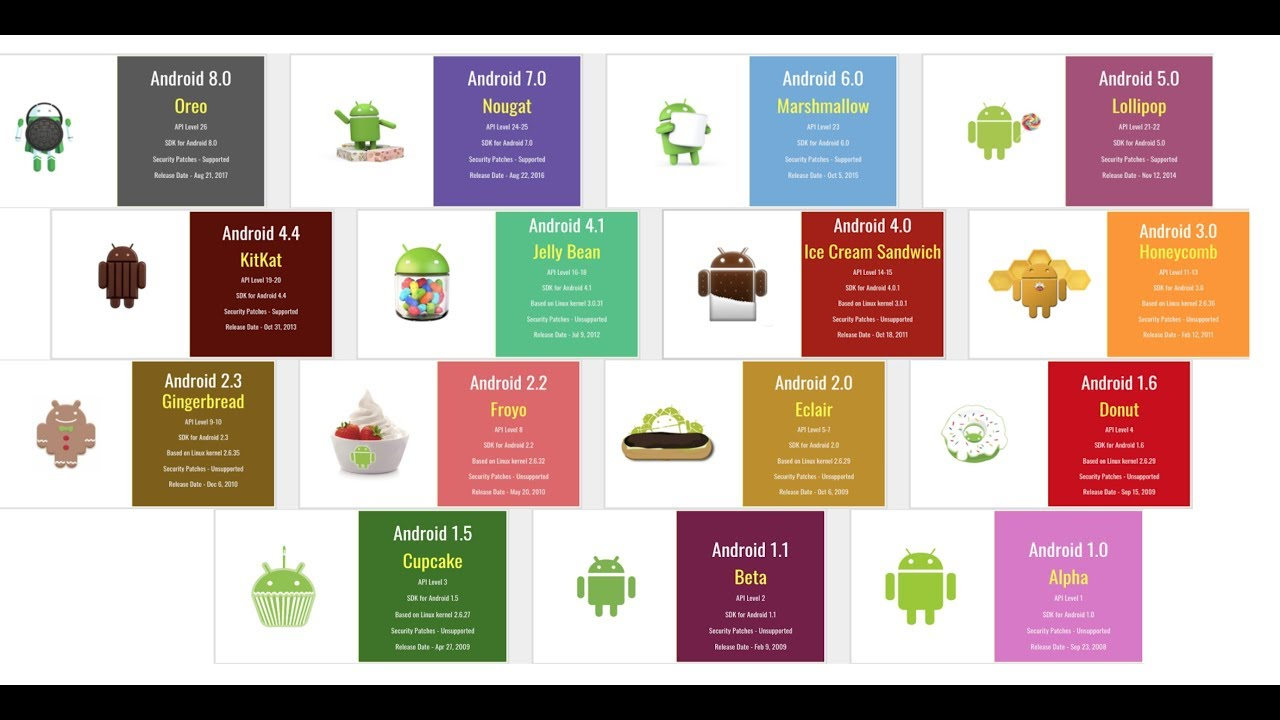 Android 8.0
Oreo
API Level 26
SDK for Android 8.0
Security Patches - Supported
Release Date - Aug 21, 2017
Android 7.0
Nougat
API Level 24-25
SDK for Android 7.0
Security Patches - Supported
Release Date - Aug 22, 2016
Android 6.0
Marshmallow
API Level 23
SDK for Android 6.0
Security Patches - Supported
Release Date - Oct 5, 2015
Android 5.0
Lollipop
API Level 21-22
SDK for Android 5.0
Security Patches - Supported
Release Date - Nov 12, 2014
Android 4.4
KitKat
API Level 19-20
SDK for Android 4.4
Security Patches - Supported
Release Date - Oct 31, 2013
Android 4.1
Jelly Bean
API Level 16-18
SDK for Android 4.1
Based on Linux kernel 3.0.31
Security Patches - Unsupported
Release Date - Jul 9, 2012
Android 4.0
Ice Cream Sandwich
API Level 14-15
SDK for Android 4.0.1
Based on Linux kernel 3.0.1
Security Patches - Unsupported
Release Date - Oct 18, 2011
Android 3.0
Honeycomb
API Level 11-13
SDK for Android 3.0
Based on Linux kernel 2.6.36
Security Patches - Unsupported
Release Date - Feb 12, 2011
Android 2.3
Gingerbread
API Level 9-10
SDK for Android 2.3
Based on Linux kernel 2.6.35
Security Patches - Unsupported
Release Date - Dec 6, 2010
Android 2.2
Froyo
API Level 8
SDK for Android 2.2
Based on Linux kernel 2.6.32
Security Patches - Unsupported
Release Date - May 20, 2010
Android 2.0
Eclair
API Level 5-7
SDK for Android 2.0
Based on Linux kernel 2.6.29
Security Patches - Unsupported
Release Date - Oct 6, 2009
Android 1.6
Donut
API Level 4
SDK for Android 1.6
Based on Linux kernel 2.6.29
Security Patches - Unsupported
Release Date - Sep 15, 2009
Android 1.5
Cupcake
API Level 3
SDK for Android 1.5
Based on Linux kernel 2.6.27
Security Patches - Unsupported
Release Date - Apr 27, 2009
Android 1.1
Beta
API Level 2
SDK for Android 1.1
Security Patches - Unsupported
Release Date - Feb 9, 2009
Android 1.0
Alpha
API Level 1
SDK for Android 1.0
Security Patches - Unsupported
Release Date - Sep 23, 2008